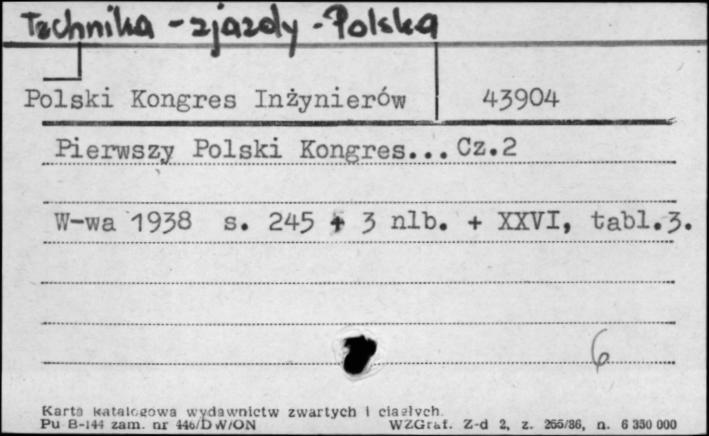 Technika - zjazdy - Polska
Polski Kongres Inżynierów 43904
Pierwszy Polski Kongres... Cz.2
W-wa 1938 s. 245 + 3 nlb. + XXVI, tabl.3.
6
Karta katalogowa wydawnictw zwartych i ciągłych.
Pu B-144 zam. nr 446/DW/ON WZGraf. Z-d 2, z. 265/86, n. 6 350 000